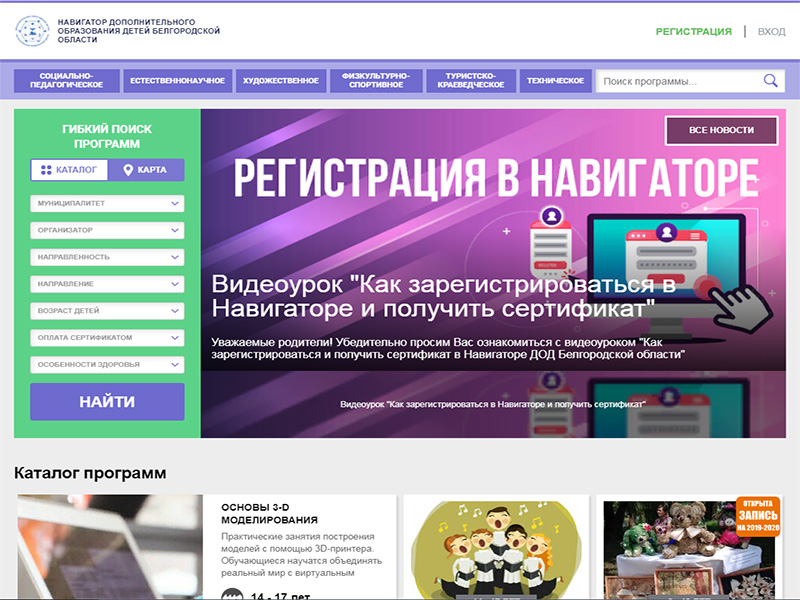 НАВИГАТОР ДОПОЛНИТЕЛЬНОГО
ОБРАЗОВАНИЯ ДЕТЕЙ БЕЛГОРОДСКОЙ
ОБЛАСТИ
РЕГИСТРАЦИЯ | ВХОД
СОЦИАЛЬНО-
ПЕДАГОГИЧЕСКОЕ
ЕСТЕСТВЕННОНАУЧНОЕ
ХУДОЖЕСТВЕННОЕ
ФИЗКУЛЬТУРНО-
СПОРТИВНОЕ
ТУРИСТСКО-
КРАЕВЕДЧЕСКОЕ
ТЕХНИЧЕСКОЕ
Поиск программы...
ГИБКИЙ ПОИСК
ПРОГРАММ
КАТАЛОГ
КАРТА
МУНИЦИПАЛИТЕТ
ОРГАНИЗАТОР
НАПРАВЛЕННОСТЬ
НАПРАВЛЕНИЕ
ВОЗРАСТ ДЕТЕЙ
ОПЛАТА СЕРТИФИКАТОМ
ОСОБЕННОСТИ ЗДОРОВЬЯ
НАЙТИ
ВСЕ НОВОСТИ
РЕГИСТРАЦИЯ В НАВИГАТОРЕ
Видеоурок "Как зарегистрироваться в
Навигаторе и получить сертификат"
Уважаемые родители! Убедительно просим Вас ознакомиться с видеоуроком "Как
зарегистрироваться и получить сертификат в Навигаторе ДОД Белгородской области"
Видеоурок "Как зарегистрироваться в Навигаторе и получить сертификат"
Каталог программ
ОСНОВЫ 3-D
МОДЕЛИРОВАНИЯ
Практические занятия построения
моделей с помощью 3D-принтера.
Обучающиеся научатся объединять
реальный мир с виртуальным
14 - 17 лет
ОТКРЫТА
ЗАПИСЬ
НА 2019-2020